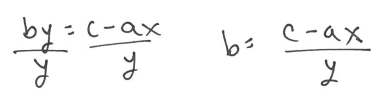 by/y = c-ax/y b = c-ax/y